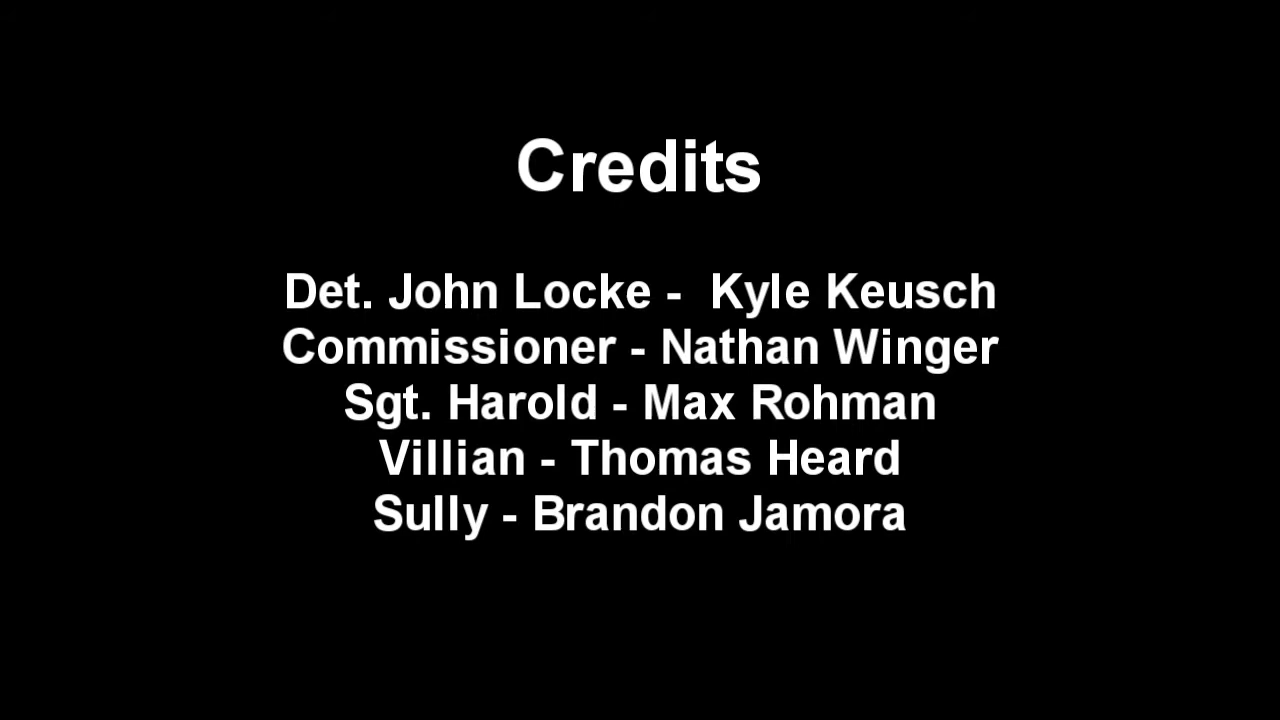 Credits
Det. John Locke -  Kyle Keusch
Commissioner - Nathan Winger
Sgt. Harold - Max Rohman
Villian - Thomas Heard
Sully - Brandon Jamora